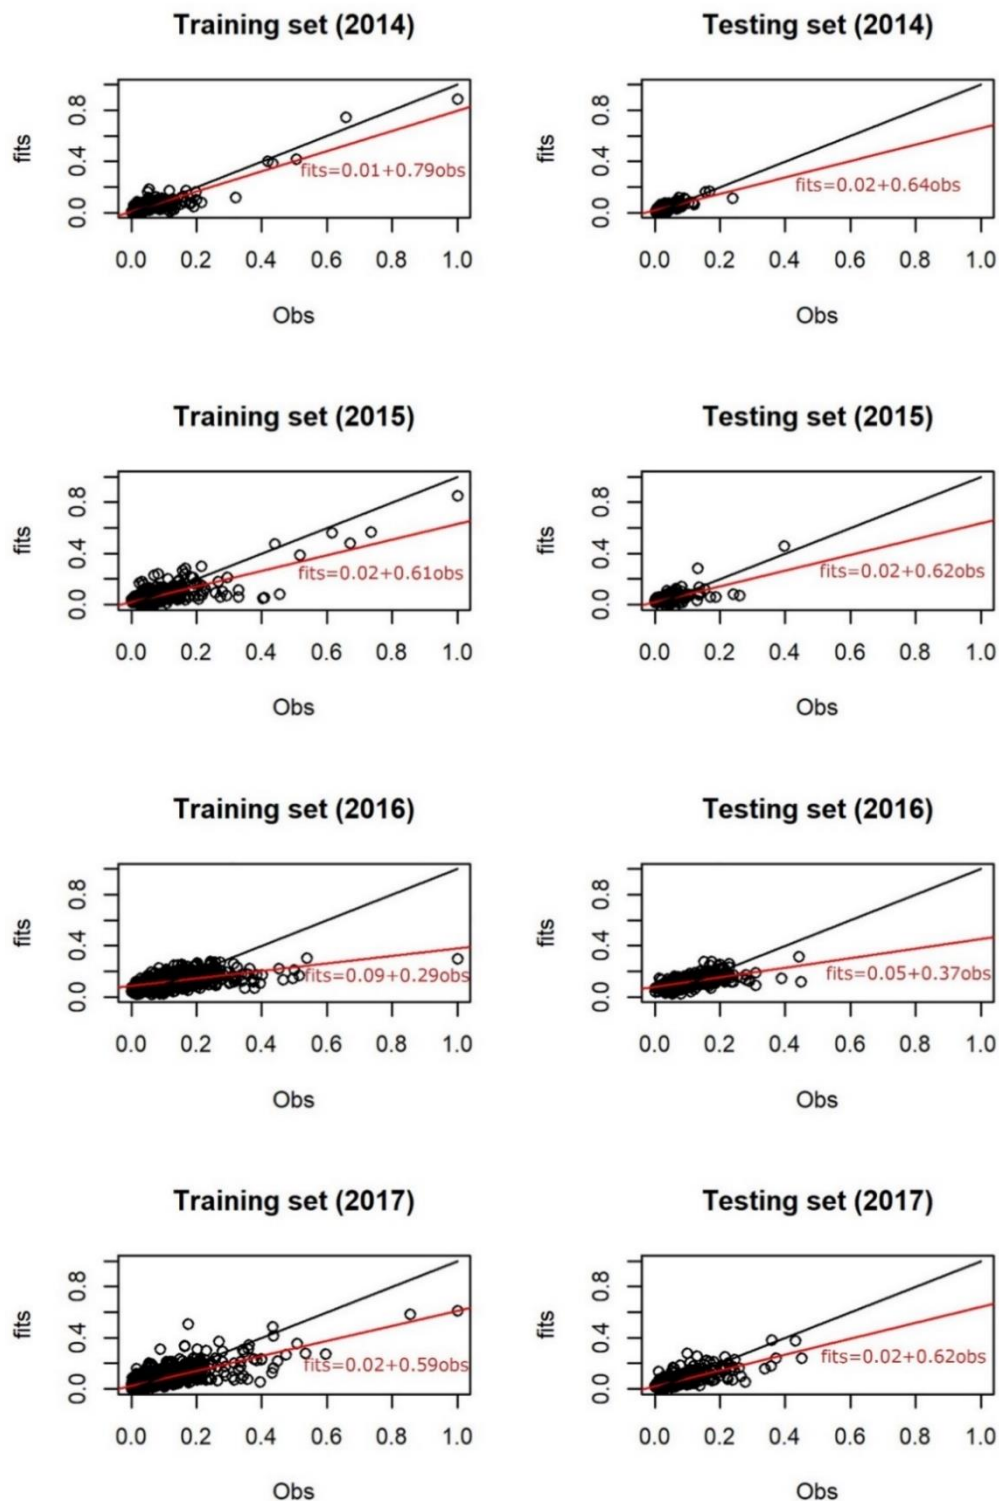 Training set (2014)
fits
0.0 0.4 0.8
fits=0.01+0.79obs
0.0 0.2 0.4 0.6 0.8 1.0
Obs
Testing set (2014)
fits
0.0 0.4 0.8
fits=0.02+0.64obs
0.0 0.2 0.4 0.6 0.8 1.0
Obs
Training set (2015)
fits
0.0 0.4 0.8
fits=0.02+0.61obs
0.0 0.2 0.4 0.6 0.8 1.0
Obs
Testing set (2015)
fits
0.0 0.4 0.8
fits=0.02+0.62obs
0.0 0.2 0.4 0.6 0.8 1.0
Obs
Training set (2016)
fits
0.0 0.4 0.8
fits=0.09+0.29obs
0.0 0.2 0.4 0.6 0.8 1.0
Obs
Testing set (2016)
fits
0.0 0.4 0.8
fits=0.05+0.37obs
0.0 0.2 0.4 0.6 0.8 1.0
Obs
Training set (2017)
fits
0.0 0.4 0.8
fits=0.02+0.59obs
0.0 0.2 0.4 0.6 0.8 1.0
Obs
Testing set (2017)
fits
0.0 0.4 0.8
fits=0.02+0.62obs
0.0 0.2 0.4 0.6 0.8 1.0
Obs